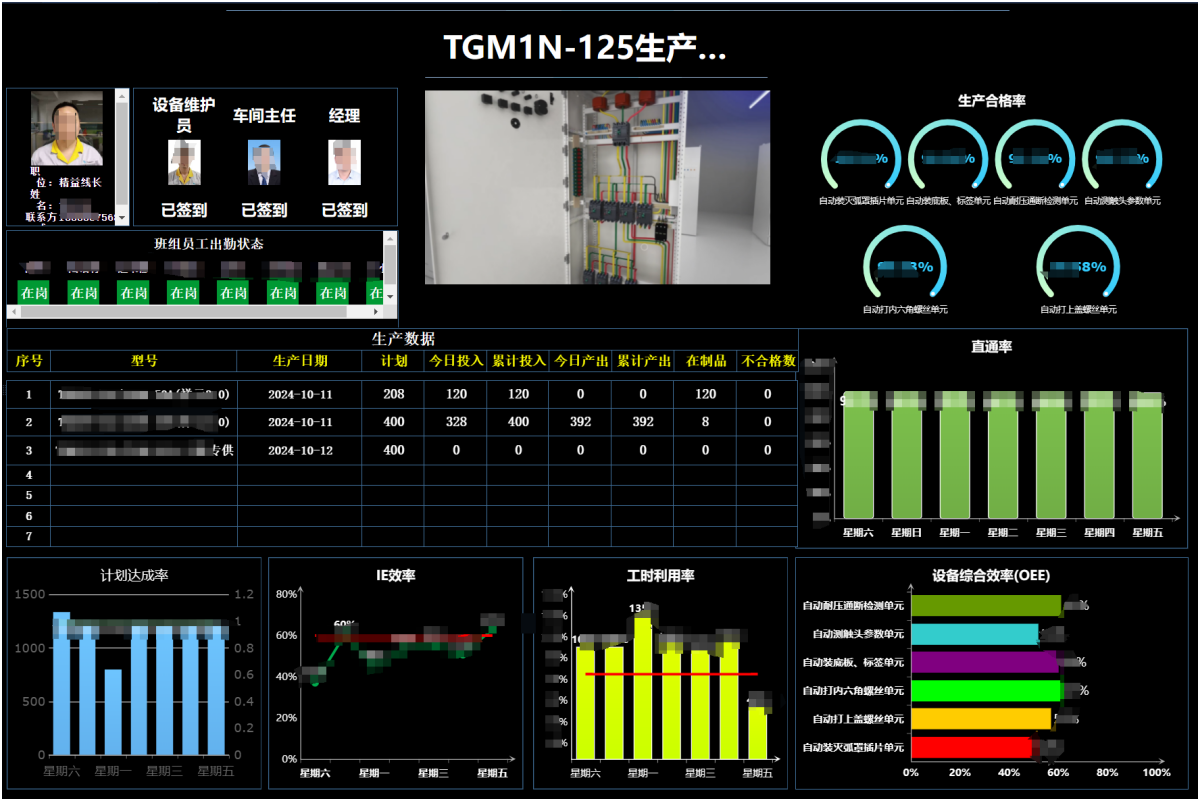 TGM1N-125生产...
职
位：精益线长
姓
名：
联系方
设备维护员
车间主任
经理
已签到
已签到
已签到
班组员工出勤状态
在岗 在岗 在岗 在岗 在岗 在岗 在岗 在
生产合格率
自动装灭弧罩插片单元 自动装底板、标签单元 自动耐压通断检测单元 自动测触头参数单元
自动打内六角螺丝单元 自动打上盖螺丝单元
生产数据
序号 型号 生产日期 计划 今日投入 累计投入 今日产出 累计产出 在制品 不合格数
1 2024-10-11 208 120 120 0 0 120 0
2 2024-10-11 400 328 400 392 392 8 0
3 专供 2024-10-12 400 0 0 0 0 0 0
4
5
6
7
直通率
星期六 星期日 星期一 星期二 星期三 星期四 星期五
计划达成率
1500 1.2
1
1000 0.8
0.6
500 0.4
0.2
0 0
星期六 星期一 星期三 星期五
IE效率
80%
60%
60%
40%
20%
0%
星期六 星期一 星期三 星期五
工时利用率
星期六 星期一 星期三 星期五
设备综合效率(OEE)
自动耐压通断检测单元
自动测触头参数单元
自动装底板、标签单元
自动打内六角螺丝单元
自动打上盖螺丝单元
自动装灭弧罩插片单元
0% 20% 40% 60% 80% 100%